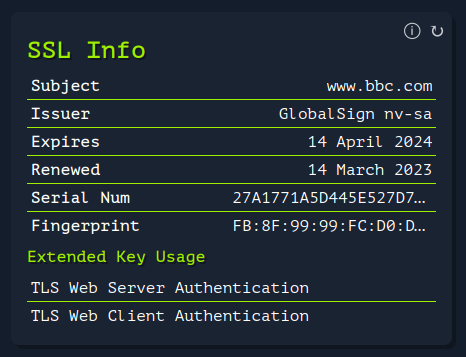 SSL Info
Subject www.bbc.com
Issuer GlobalSign nv-sa
Expires 14 April 2024
Renewed 14 March 2023
Serial Num 27A1771A5D445E527D7...
Fingerprint FB:8F:99:99:FC:D0:D...
Extended Key Usage
TLS Web Server Authentication
TLS Web Client Authentication